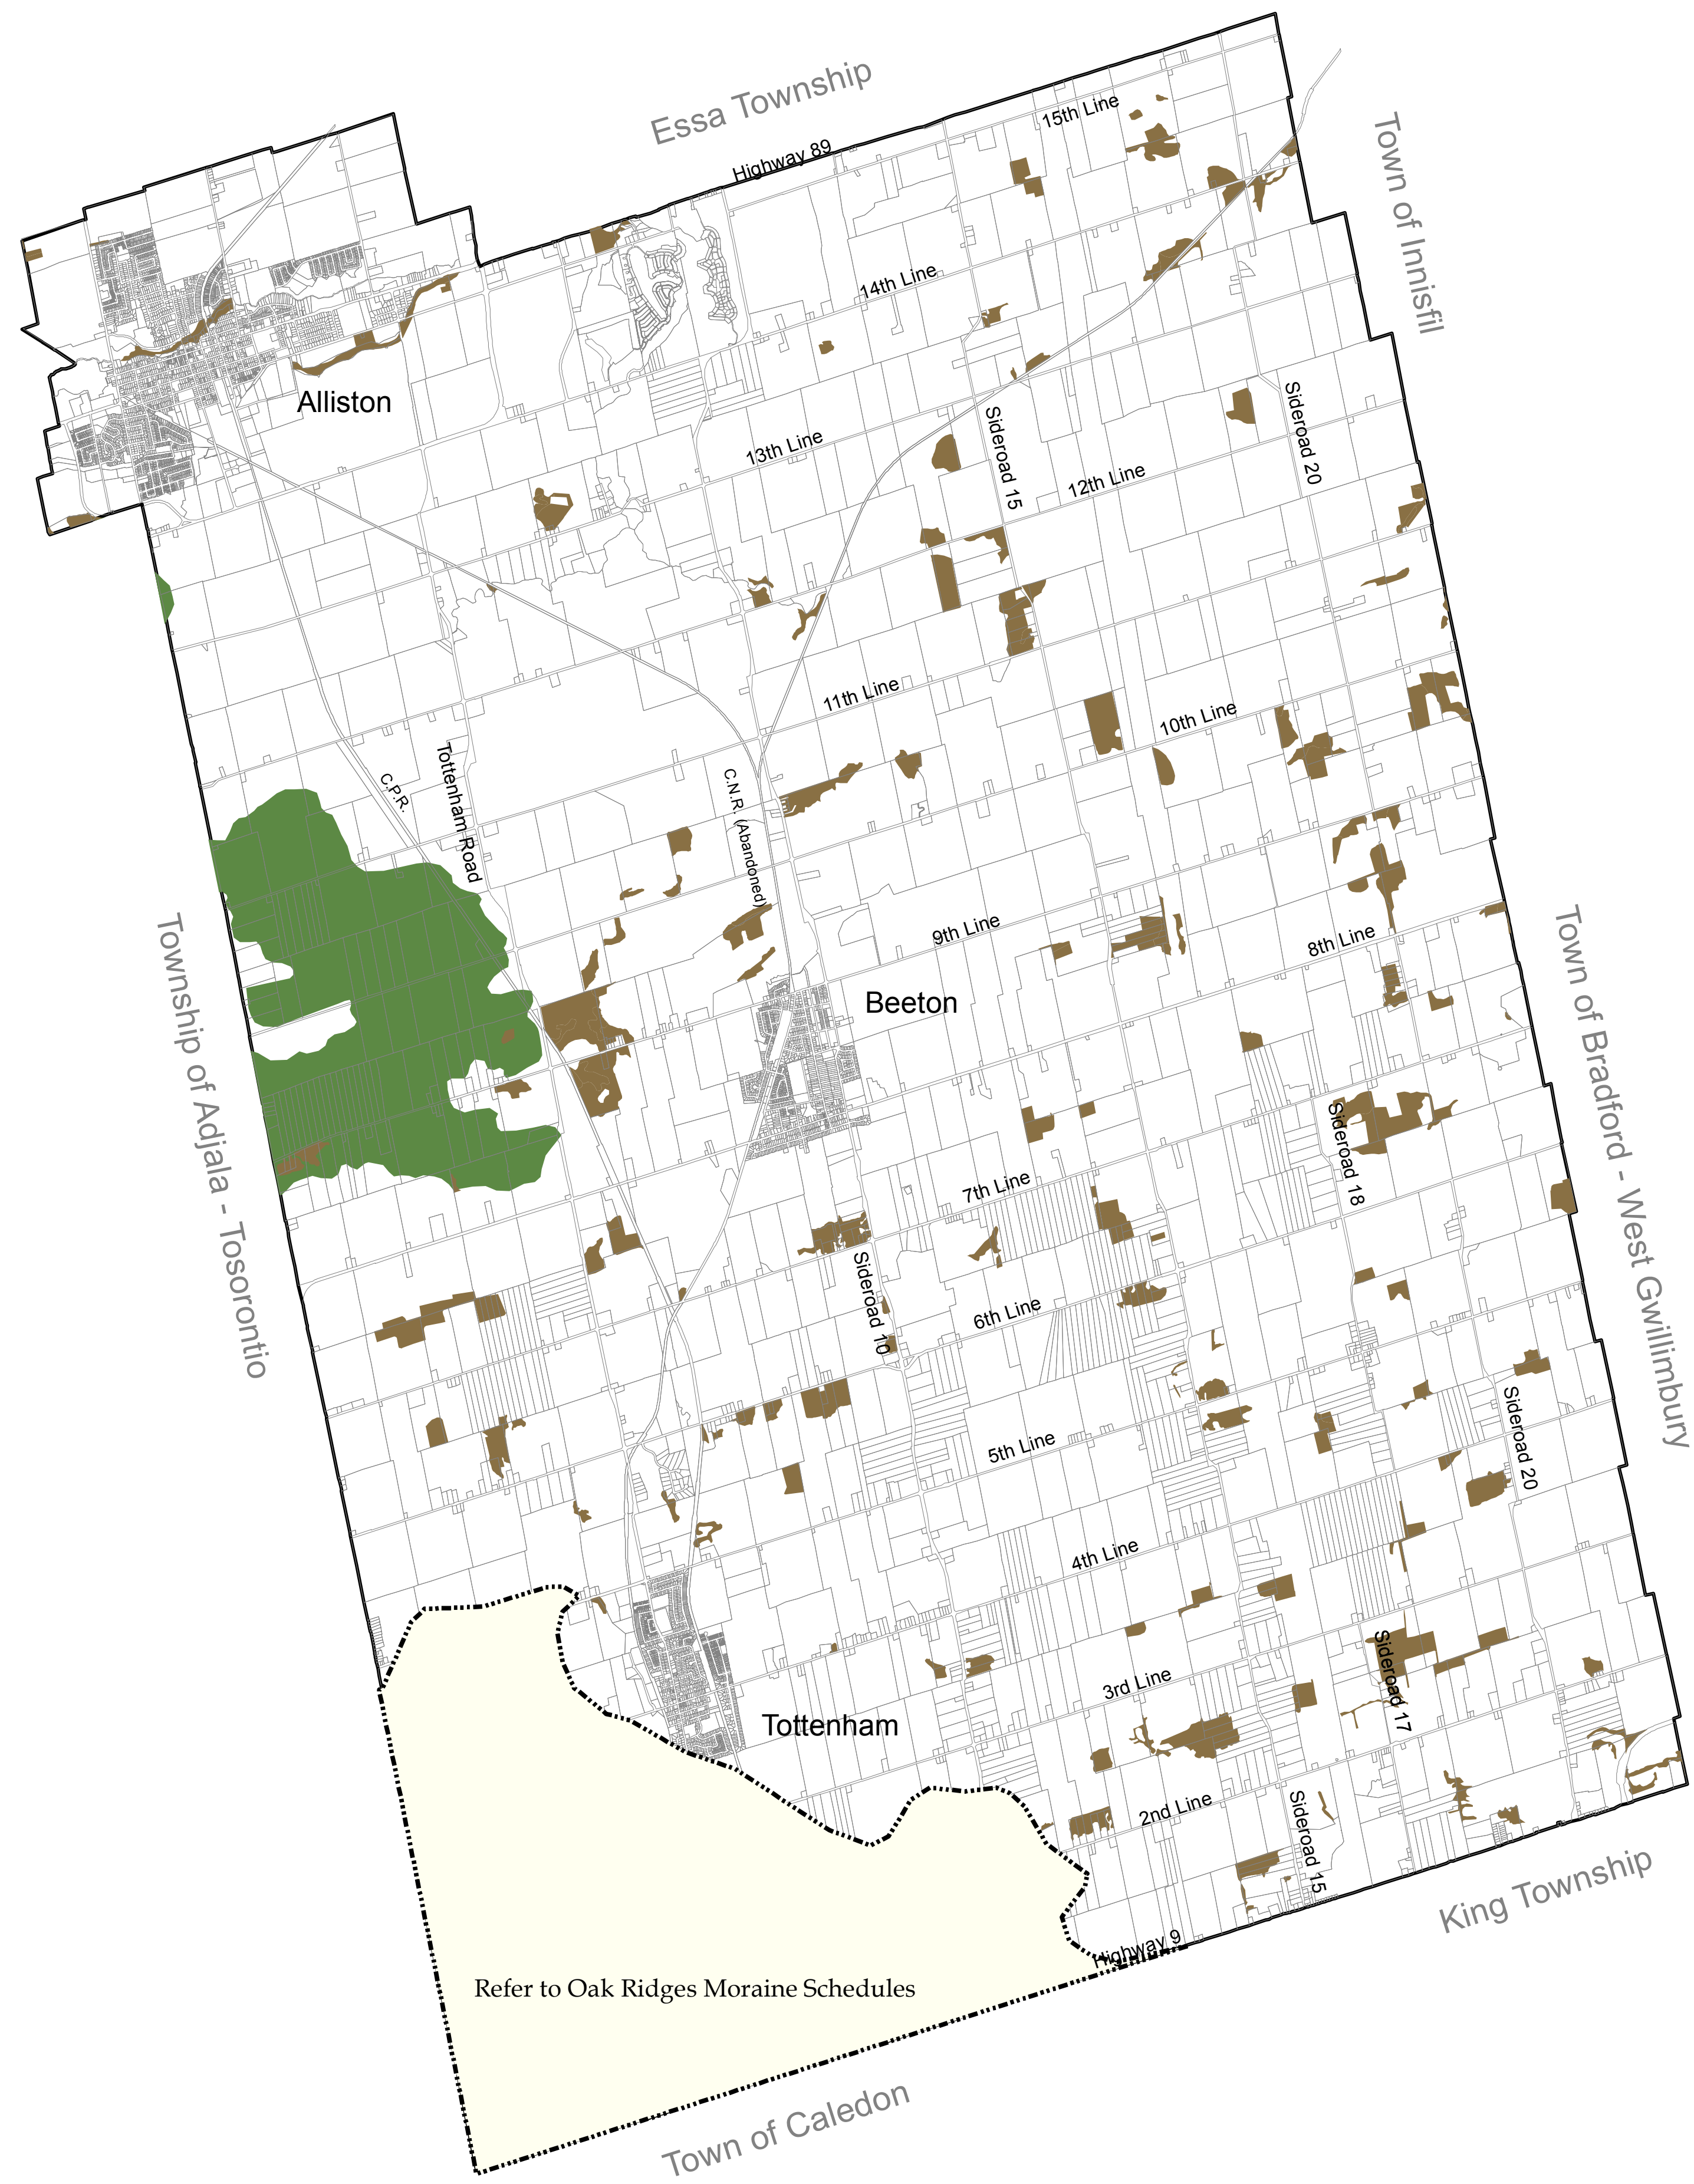 Essa Township
15th Line
Highway 89
Town of Innisfil
14th Line
Alliston
Sideroad 20
Sideroad 15
13th Line
12th Line
11th Line
10th Line
Tottenham Road
C.P.R.
C.N.R. (Abandoned)
9th Line
8th Line
Township of Adjala - Tosorontio
Beeton
Town of Bradford - West Gwillimbury
Sideroad 18
7th Line
Sideroad 10
6th Line
Sideroad 20
5th Line
4th Line
Sideroad 17
3rd Line
Tottenham
2nd Line
Sideroad 15
King Township
Highway 9
Refer to Oak Ridges Moraine Schedules
Town of Caledon